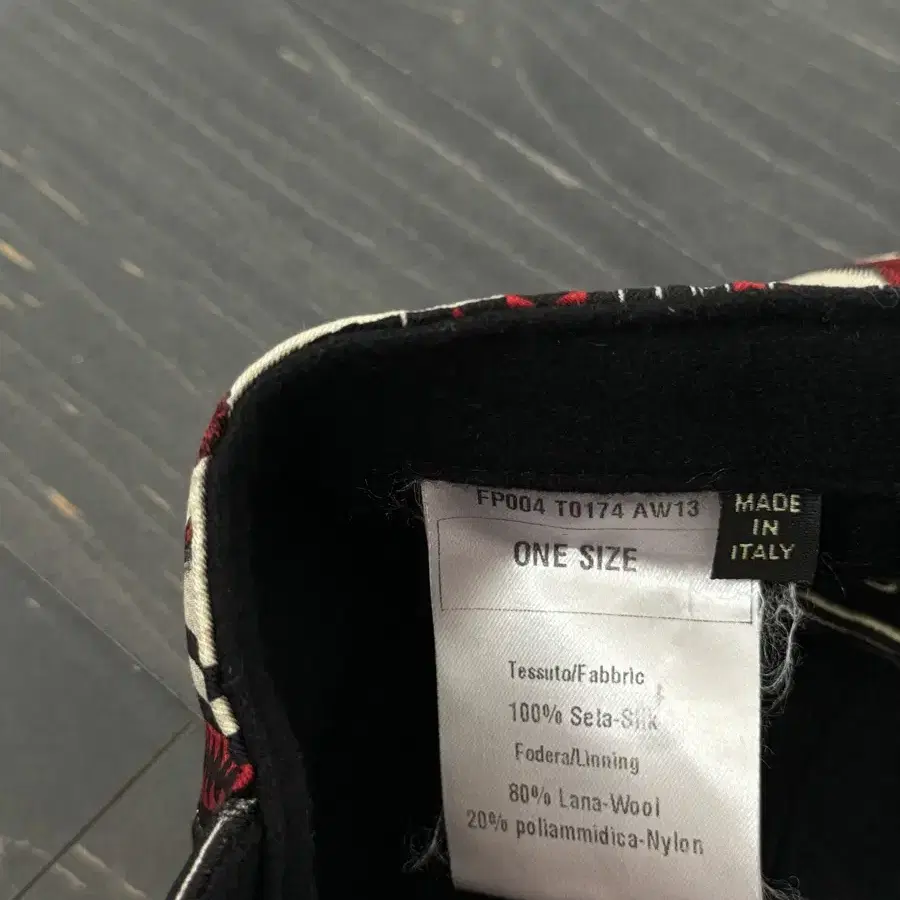 FP004 T0174 AW13
ONE SIZE
MADE
IN
ITALY
Tessuto/Fabbric
100% Seta-Silk
Fodera/Linning
80% Lana-Wool
20% poliammidica-Nylon